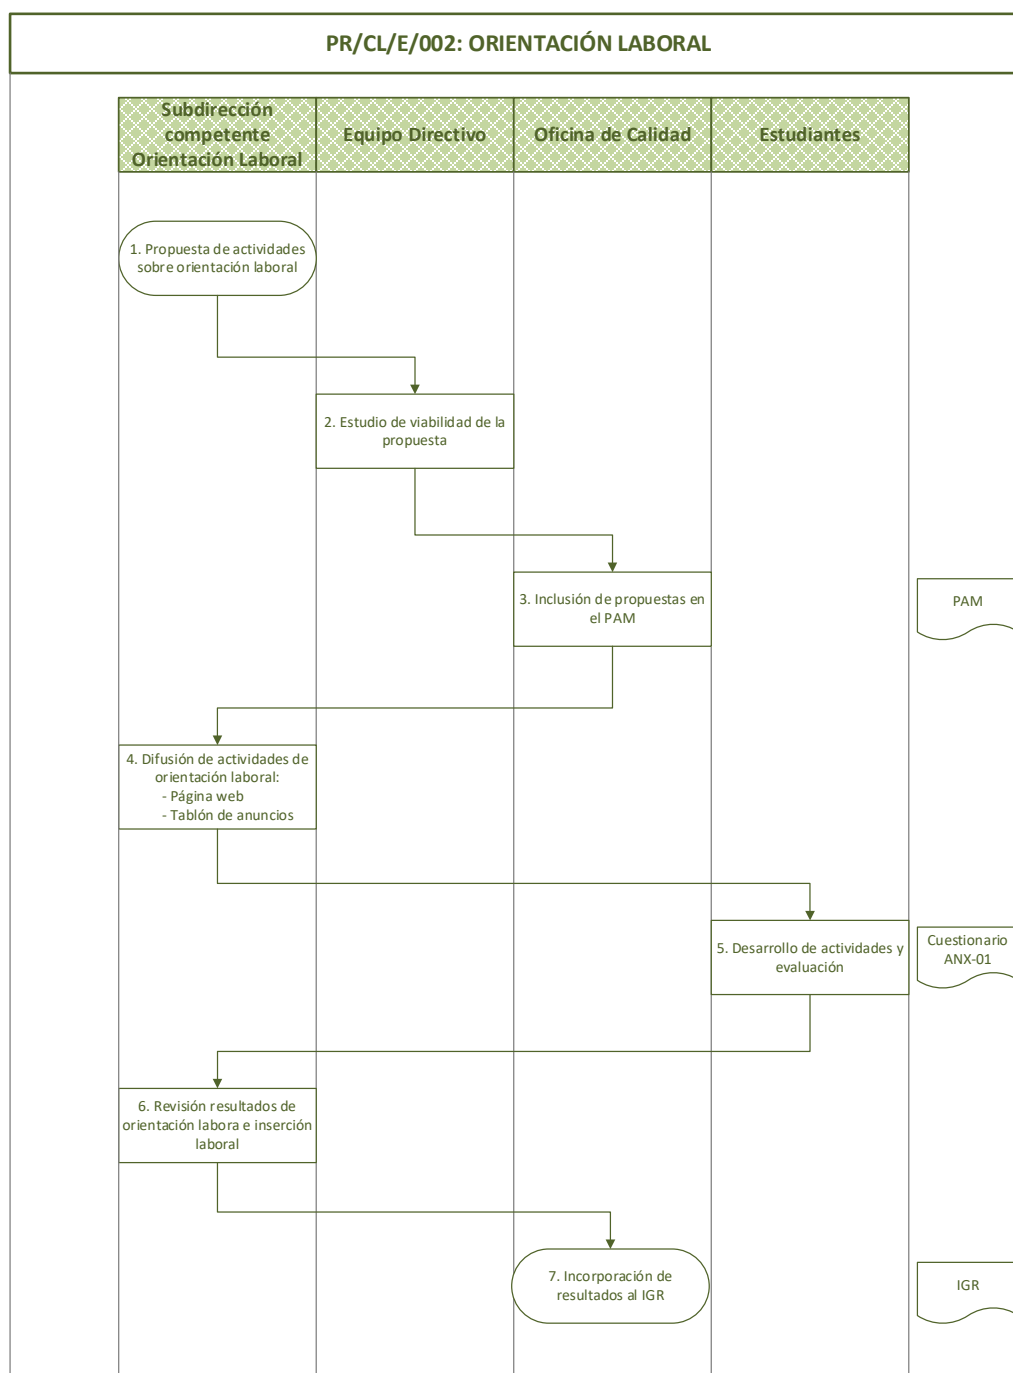 PR/CL/E/002: ORIENTACIÓN LABORAL
Subdirección
competente
Orientación Laboral
Equipo Directivo
Oficina de Calidad
Estudiantes
1. Propuesta de actividades
sobre orientación laboral
2. Estudio de viabilidad de la
propuesta
3. Inclusión de propuestas en
el PAM
PAM
4. Difusión de actividades de
orientación laboral:
- Página web
- Tablón de anuncios
5. Desarrollo de actividades y
evaluación
Cuestionario
ANX-01
6. Revisión resultados de
orientación labora e inserción
laboral
7. Incorporación de
resultados al IGR
IGR